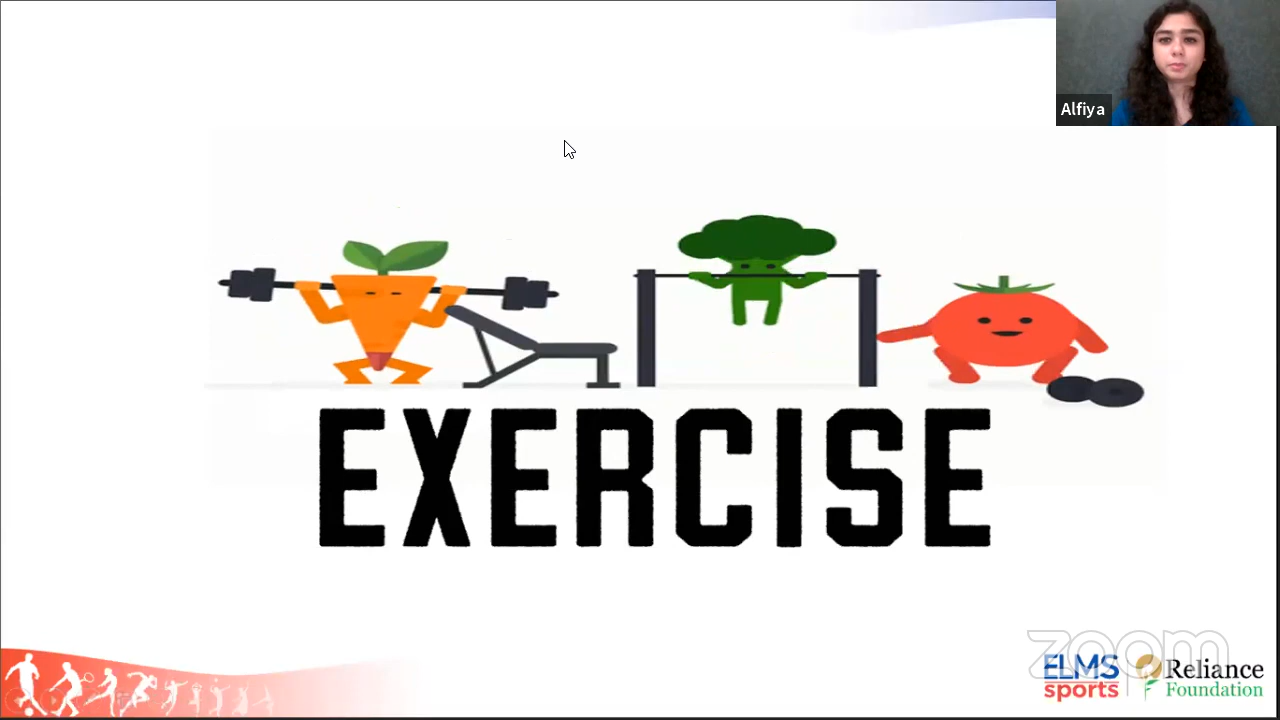 Alfiya
EXERCISE
zoom
ELMS
sports
Reliance
Foundation